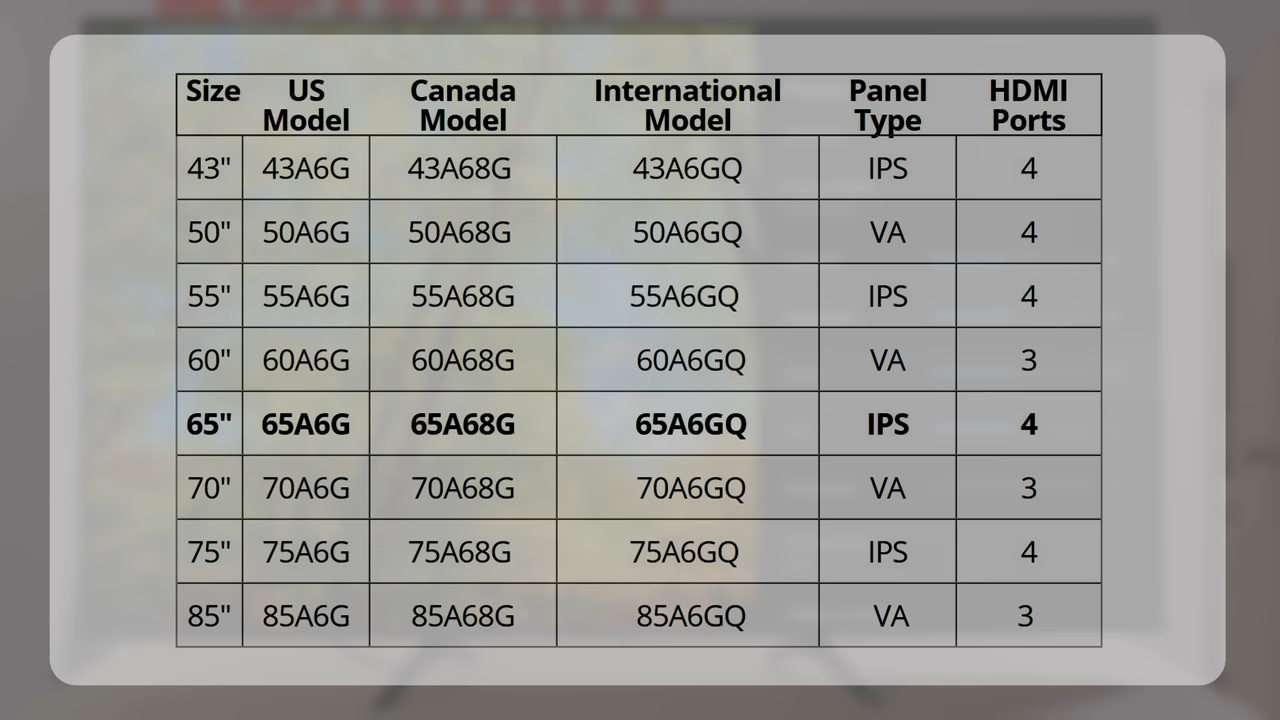 Size US Model Canada Model International Model Panel Type HDMI Ports
43" 43A6G 43A68G 43A6GQ IPS 4
50" 50A6G 50A68G 50A6GQ VA 4
55" 55A6G 55A68G 55A6GQ IPS 4
60" 60A6G 60A68G 60A6GQ VA 3
65" 65A6G 65A68G 65A6GQ IPS 4
70" 70A6G 70A68G 70A6GQ VA 3
75" 75A6G 75A68G 75A6GQ IPS 4
85" 85A6G 85A68G 85A6GQ VA 3